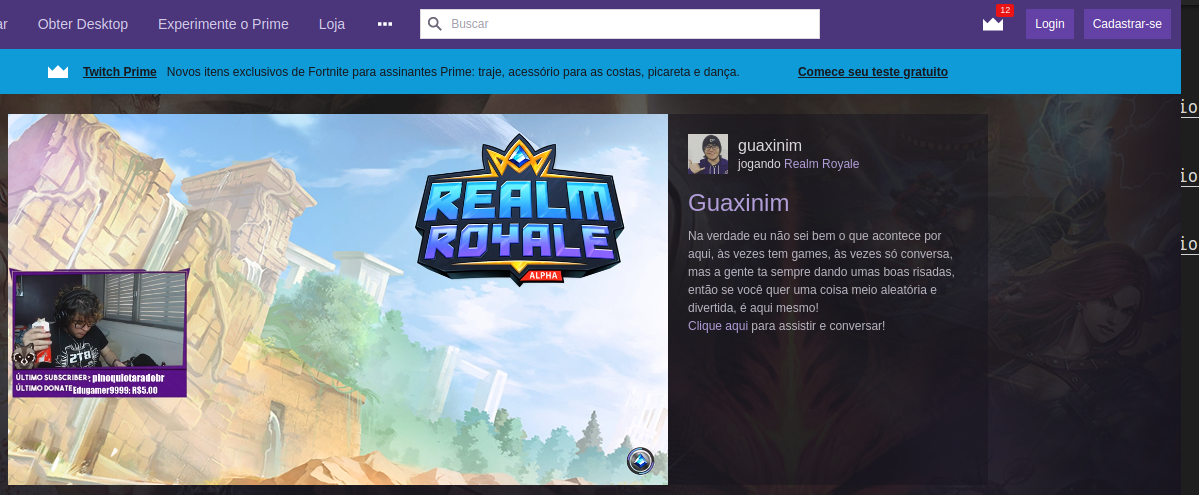 ar
Obter Desktop
Experimente o Prime
Loja
Buscar
12
Login
Cadastrar-se
Twitch Prime Novos itens exclusivos de Fortnite para assinantes Prime: traje, acessório para as costas, picareta e dança. Comece seu teste gratuito
REALM
ROYALE
ALPHA
2TB
ÚLTIMO SUBSCRIBER: pinoquiotaradobr
ÚLTIMO DONATE Edugamer9999: R$5.00
guaxinim
jogando Realm Royale
Guaxinim
Na verdade eu não sei bem o que acontece por
aqui, às vezes tem games, às vezes só conversa,
mas a gente ta sempre dando umas boas risadas,
então se você quer uma coisa meio aleatória e
divertida, é aqui mesmo!
Clique aqui para assistir e conversar!
io
io
io